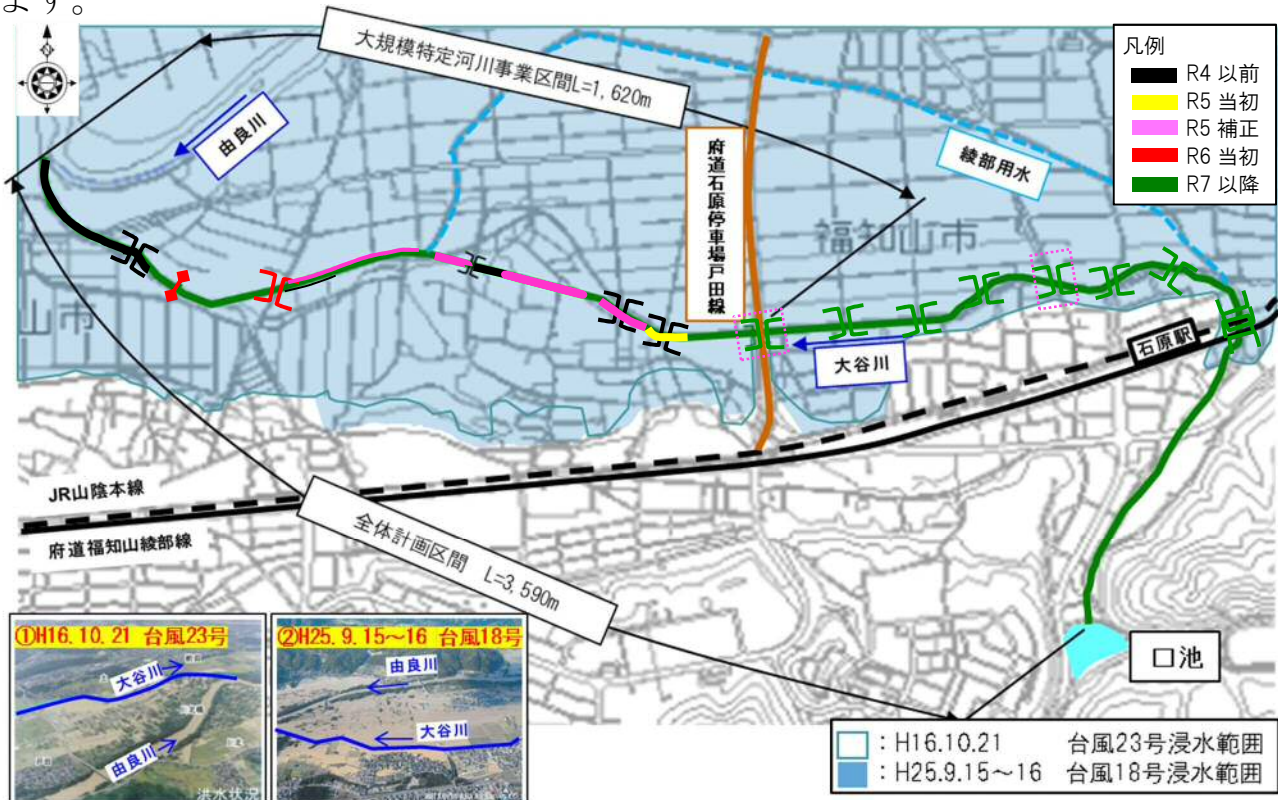 ます。
N
大規模特定河川事業区間L=1,620m
凡例
R4 以前
R5 当初
R5 補正
R6 当初
R7 以降
由良川
府道石原停車場戸田線
綾部用水
福知山市
山市
大谷川
石原駅
JR山陰本線
府道福知山綾部線
全体計画区間 L=3,590m
①H16.10.21 台風23号
大谷川
由良川
洪水状況
②H25.9.15～16 台風18号
由良川
大谷川
口池
：H16.10.21 台風23号浸水範囲
：H25.9.15～16 台風18号浸水範囲